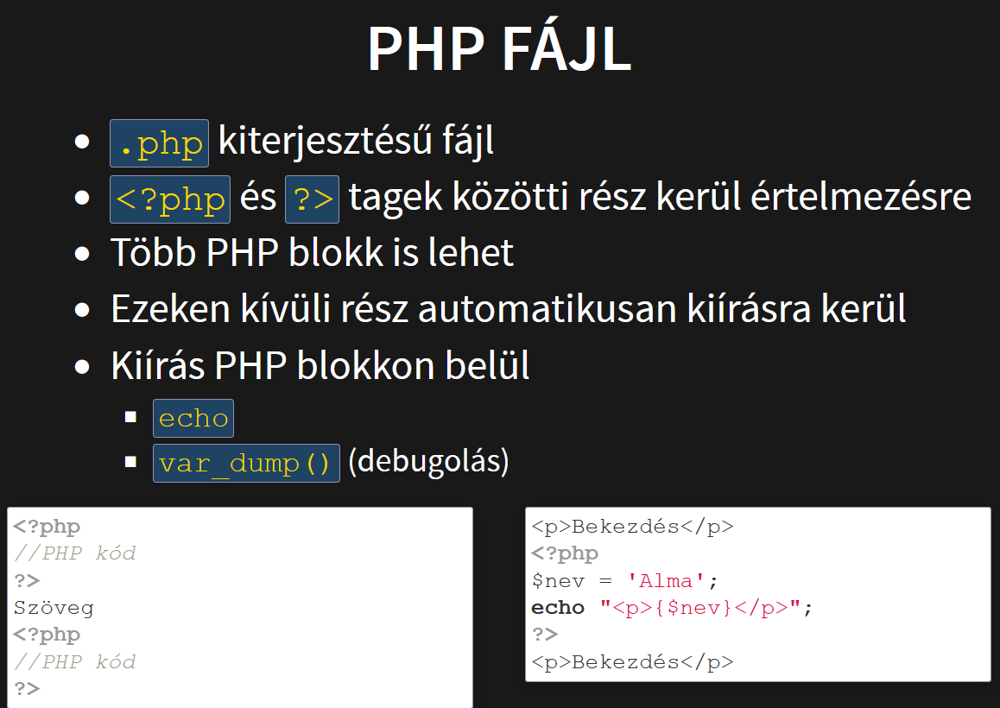 PHP FÁJL
.php kiterjesztésű fájl
<?php és ?> tagek közötti rész kerül értelmezésre
Több PHP blokk is lehet
Ezeken kívüli rész automatikusan kiírásra kerül
Kiírás PHP blokkon belül
echo
var_dump() (debugolás)
<?php
//PHP kód
?>
Szöveg
<?php
//PHP kód
?>
<p>Bekezdés</p>
<?php
$nev = 'Alma';
echo "<p>{$nev}</p>";
?>
<p>Bekezdés</p>